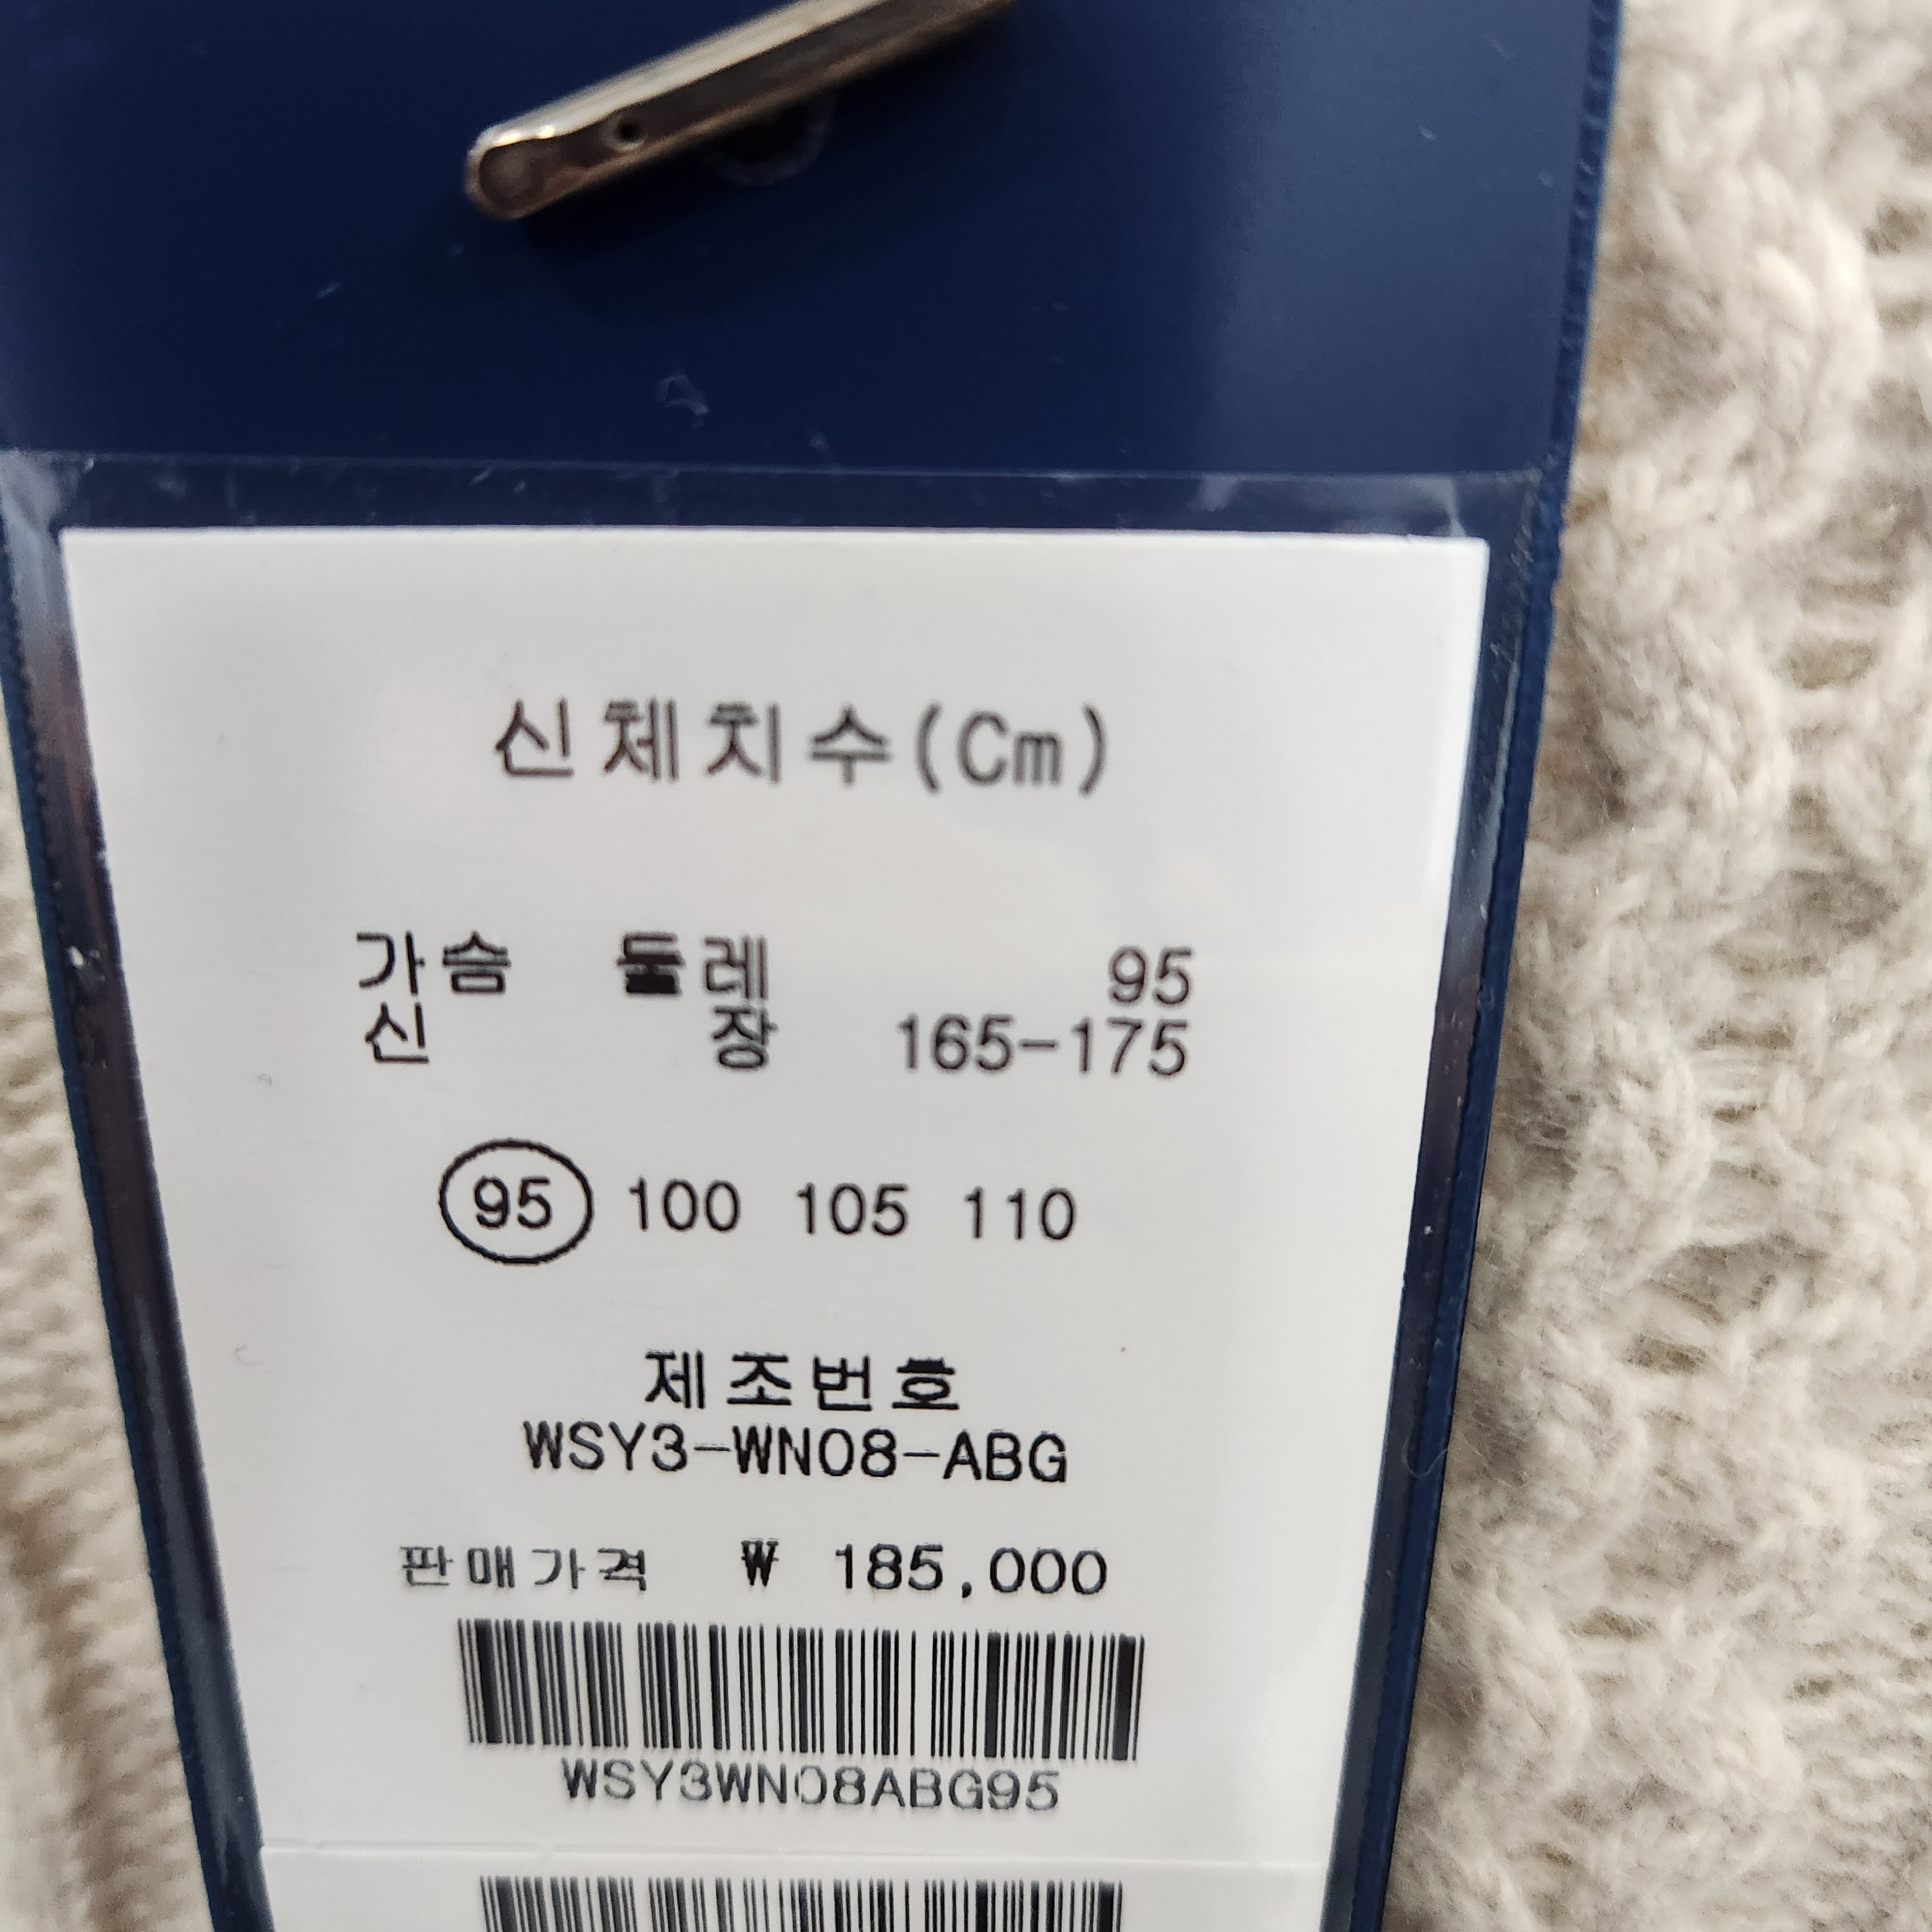 신체치수(Cm)
가슴 둘레 95
신 장 165-175
95 100 105 110
제조번호
WSY3-WN08-ABG
판매가격 ₩ 185,000
WSY3WN08ABG95